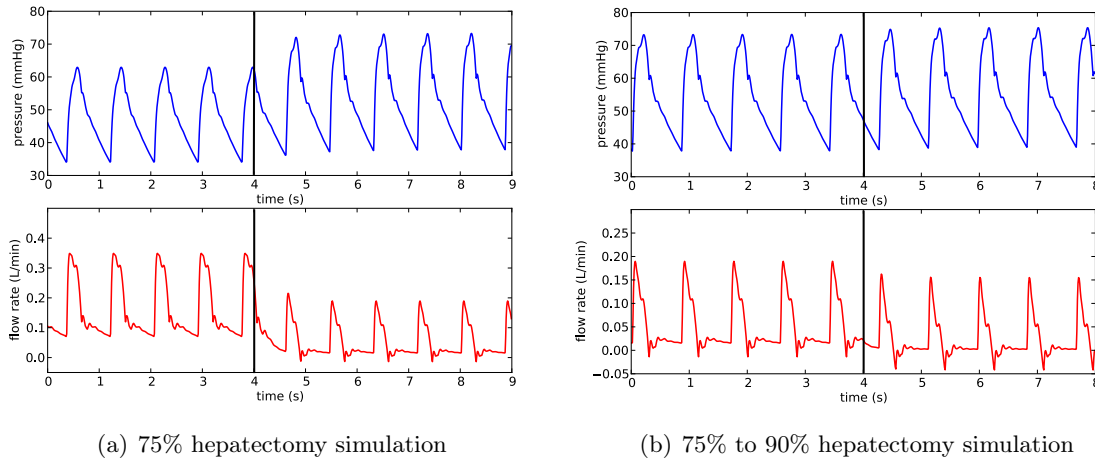 80
70
60
50
40
30
pressure (mmHg)
0 1 2 3 4 5 6 7 8 9
time (s)
0.4
0.3
0.2
0.1
0.0
flow rate (L/min)
0 1 2 3 4 5 6 7 8 9
time (s)
(a) 75% hepatectomy simulation
80
70
60
50
40
30
pressure (mmHg)
0 1 2 3 4 5 6 7 8
time (s)
0.25
0.20
0.15
0.10
0.05
0.00
−0.05
flow rate (L/min)
0 1 2 3 4 5 6 7 8
time (s)
(b) 75% to 90% hepatectomy simulation